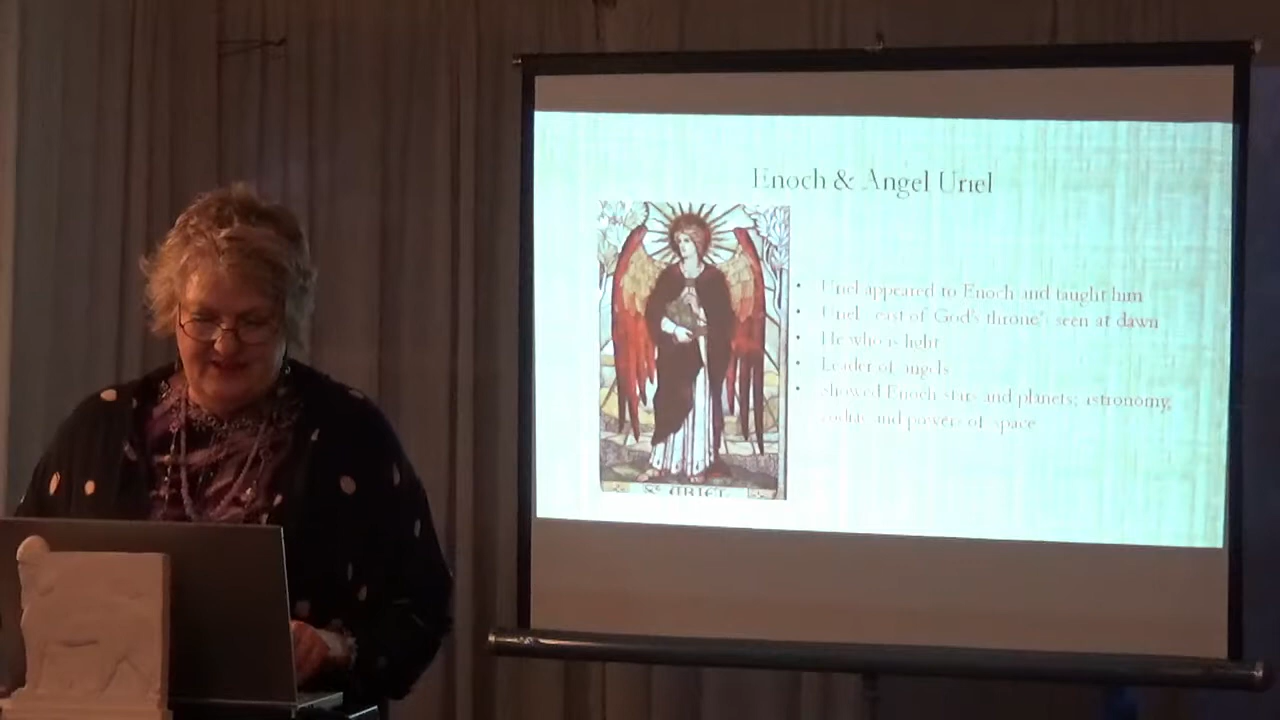 Enoch & Angel Uriel
• Uriel appeared to Enoch and taught him
• Uriel east of God's throne' seen at dawn
• He who is light
• Leader of angels
• Showed Enoch stars and planets; astronomy,
zodiac and powers of space
St URIEL